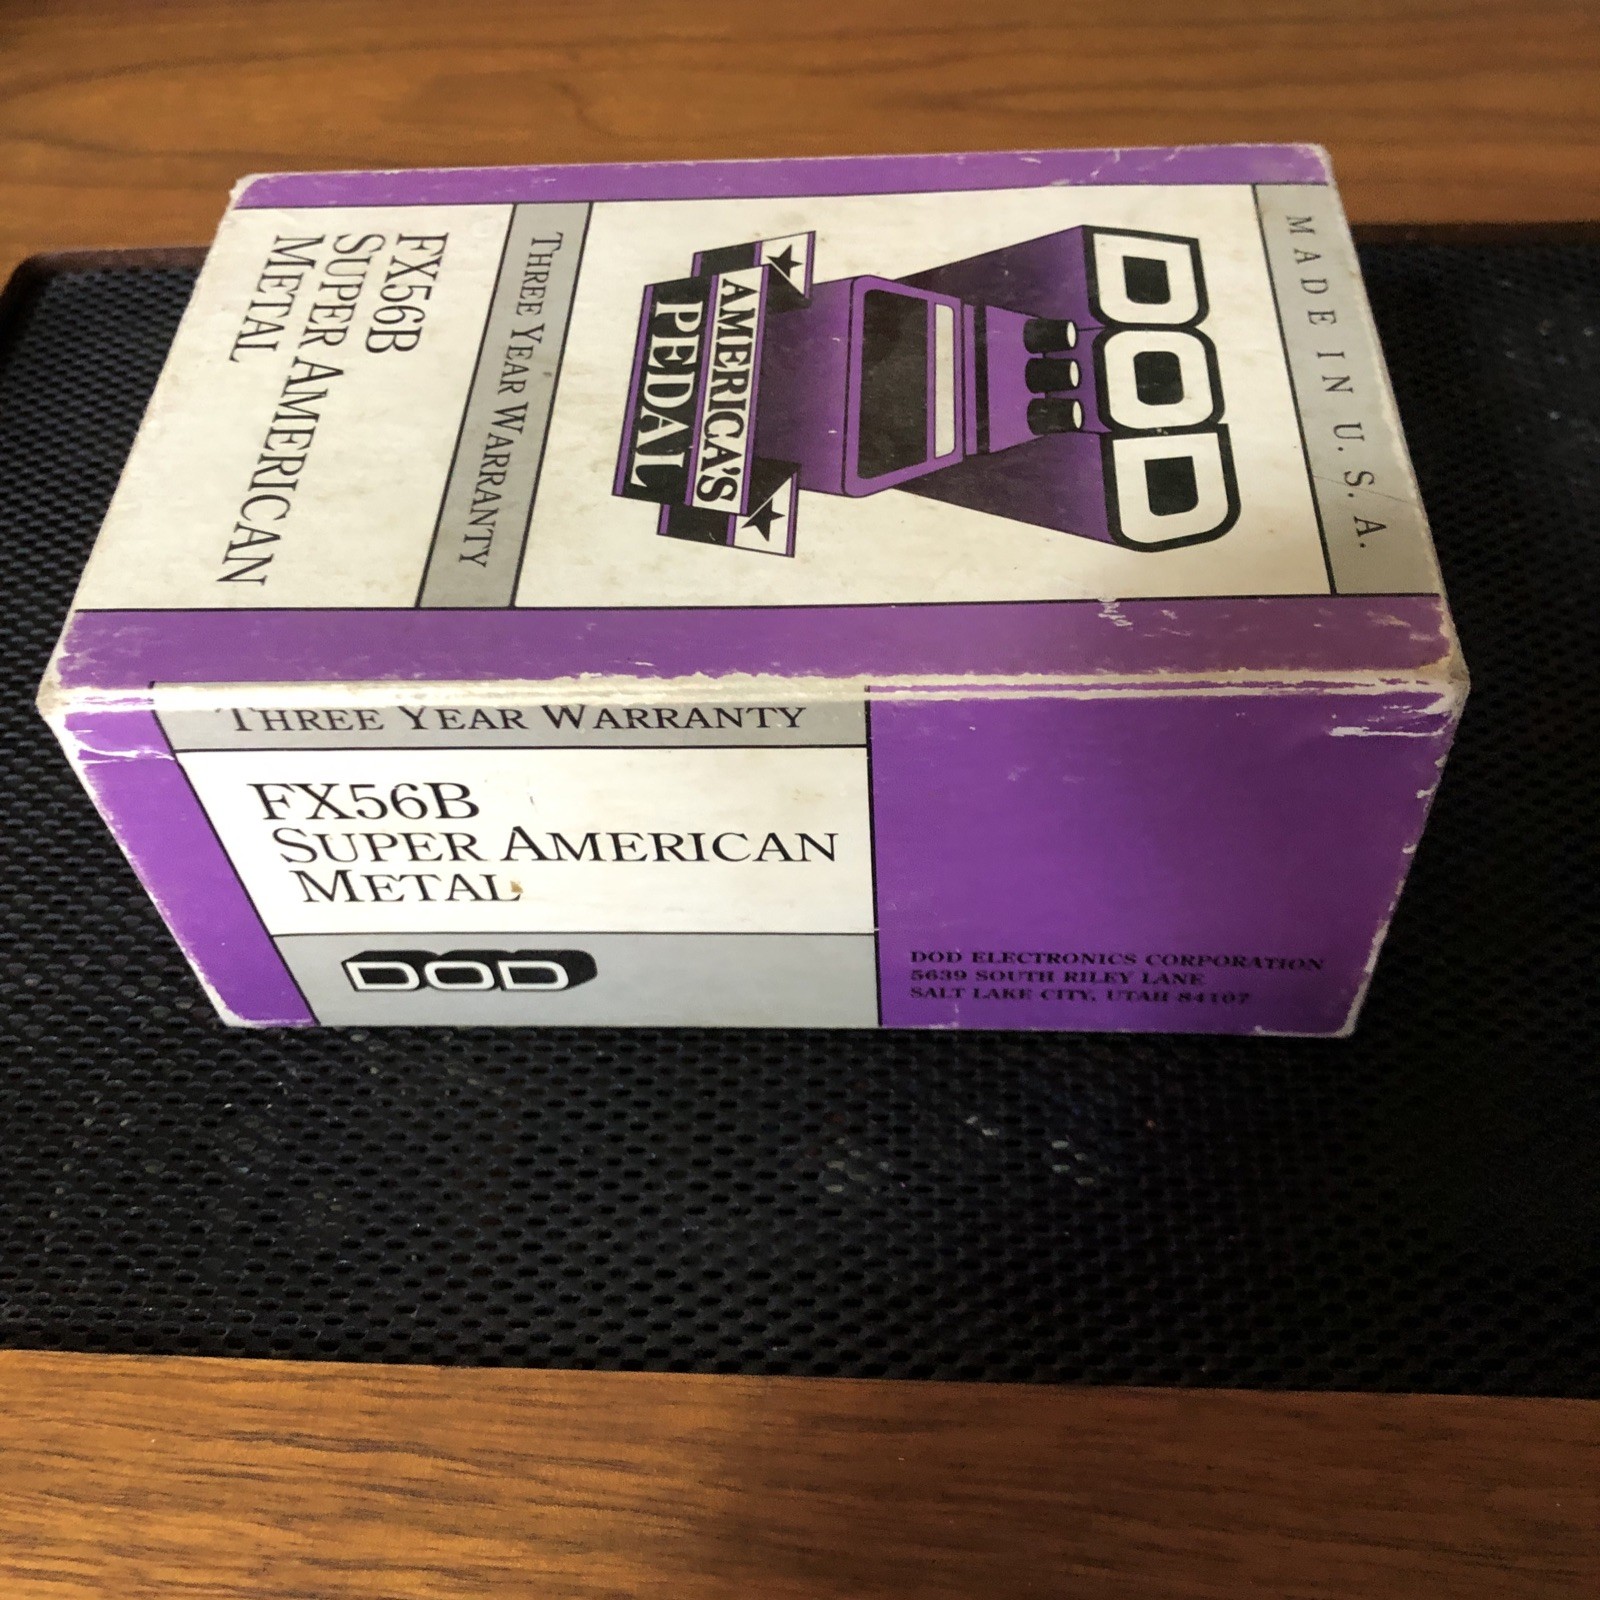 MADE IN U.S.A.
DOD
AMERICA'S
PEDAL
THREE YEAR WARRANTY
FX56B
SUPER AMERICAN
METAL
THREE YEAR WARRANTY
FX56B
SUPER AMERICAN
METAL
DOD
DOD ELECTRONICS CORPORATION
5639 SOUTH RILEY LANE
SALT LAKE CITY, UTAH 84107